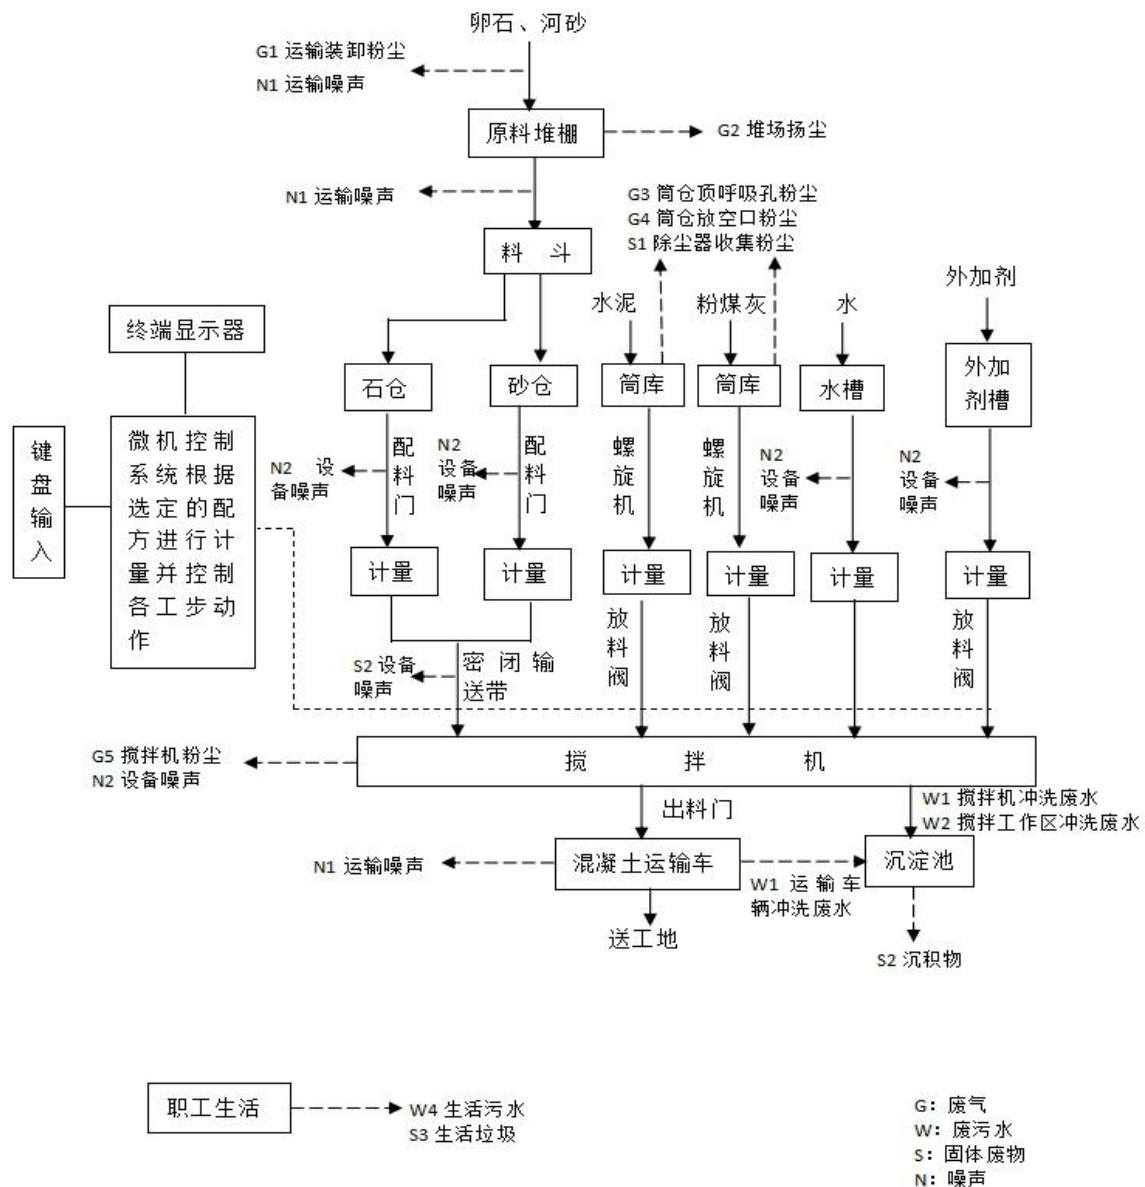 卵石、河砂
G1 运输装卸粉尘
N1 运输噪声
原料堆棚
G2 堆场扬尘
N1 运输噪声
G3 筒仓顶呼吸孔粉尘
G4 筒仓放空口粉尘
S1 除尘器收集粉尘
料 斗
外加剂
水泥
粉煤灰
水
终端显示器
石仓
砂仓
筒库
筒库
水槽
外加
剂槽
键
盘
输
入
微机控制
系统根据
选定的配
方进行计
量并控制
各工步动
作
N2 设
备噪声
配
料
门
N2
设备
噪声
配
料
门
螺
旋
机
螺
旋
机
N2
设备
噪声
N2
设备
噪声
计量
计量
计量
计量
计量
计量
S2 设备
噪声
密 闭 输
送带
放
料
阀
放
料
阀
放
料
阀
G5 搅拌机粉尘
N2 设备噪声
搅 拌 机
出料门
W1 搅拌机冲洗废水
W2 搅拌工作区冲洗废水
N1 运输噪声
混凝土运输车
W1 运 输 车
辆冲洗废水
沉淀池
送工地
S2 沉积物
职工生活
W4 生活污水
S3 生活垃圾
G：废气
W：废污水
S：固体废物
N：噪声